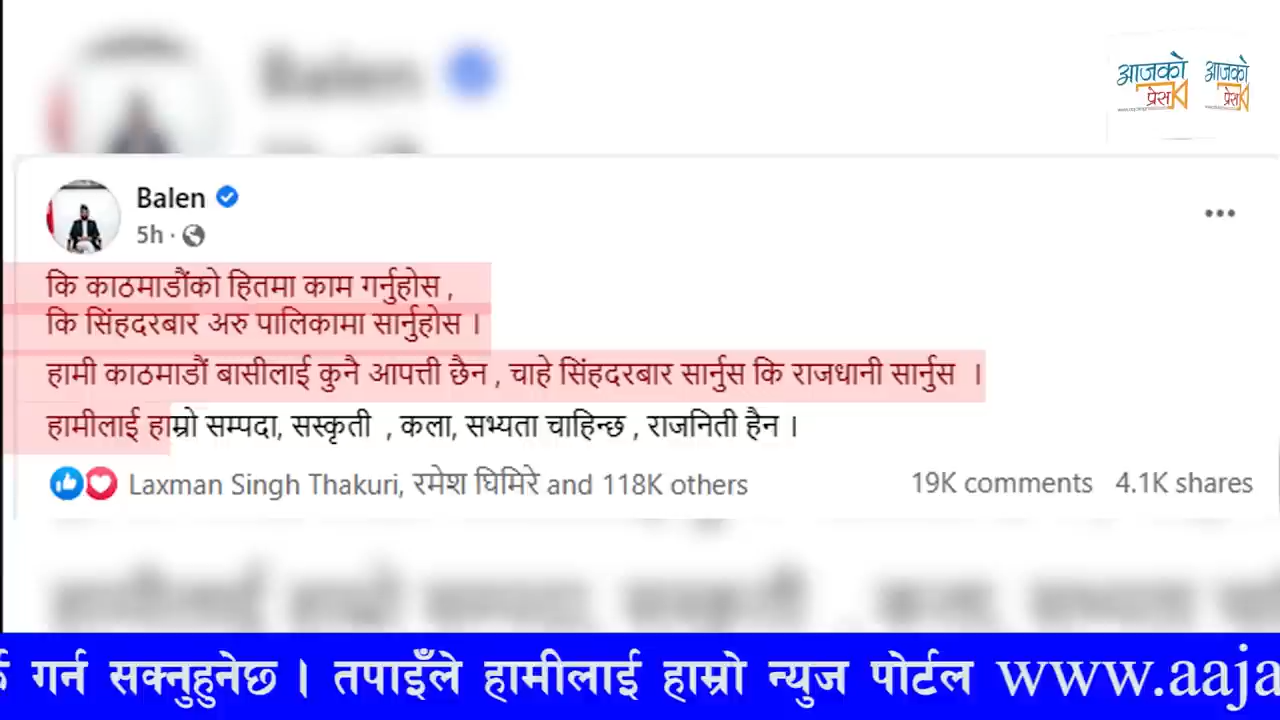 Balen
आजको
प्रेस
आजको
प्रेस
Balen
5h ·
कि काठमाडौंको हितमा काम गर्नुहोस ,
कि सिंहदरबार अरु पालिकामा सार्नुहोस ।
हामी काठमाडौं बासीलाई कुनै आपत्ती छैन , चाहे सिंहदरबार सार्नुस कि राजधानी सार्नुस ।
हामीलाई हाम्रो सम्पदा, सस्कृती , कला, सभ्यता चाहिन्छ , राजनिती हैन ।
Laxman Singh Thakuri, रमेश घिमिरे and 118K others 19K comments 4.1K shares
गर्न सक्नुहुनेछ । तपाइँले हामीलाई हाम्रो न्युज पोर्टल www.aaja